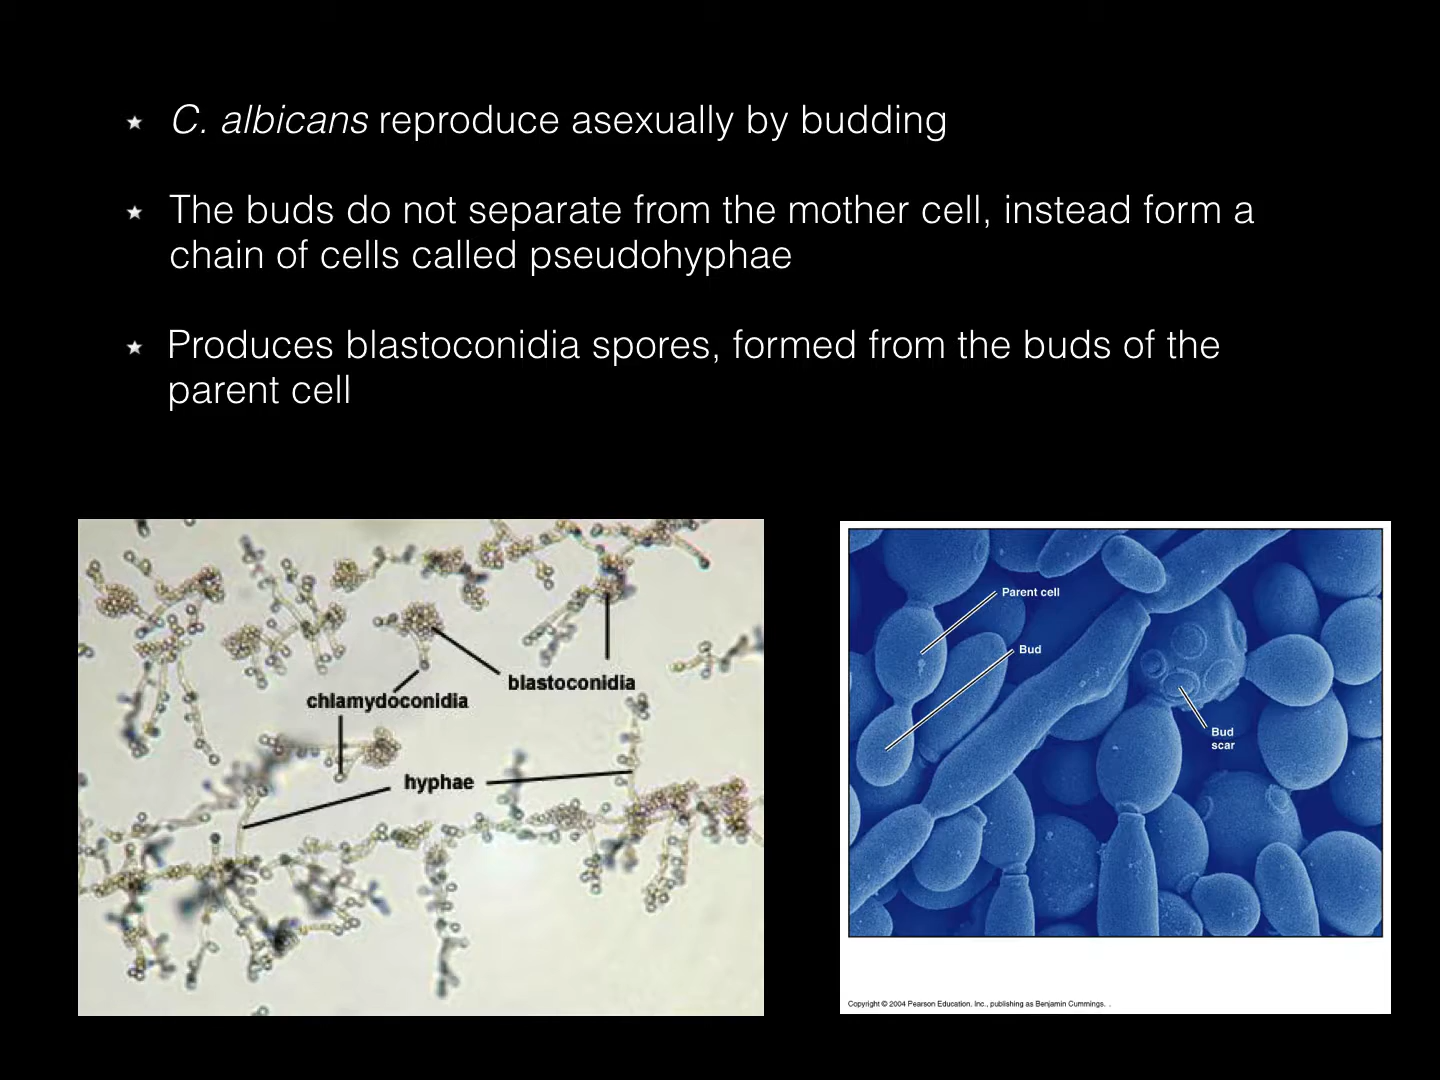 C. albicans reproduce asexually by budding
The buds do not separate from the mother cell, instead form a
chain of cells called pseudohyphae
Produces blastoconidia spores, formed from the buds of the
parent cell
blastoconidia
chlamydoconidia
hyphae
Parent cell
Bud
Bud
scar
Copyright © 2004 Pearson Education, Inc., publishing as Benjamin Cummings. .